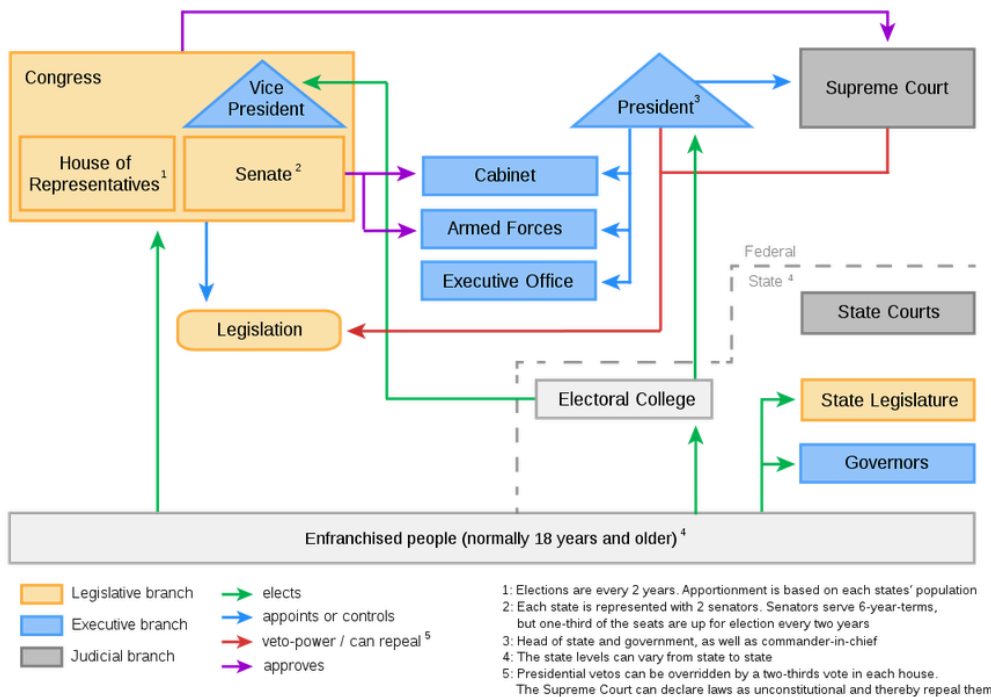 Congress
Vice
President
House of
Representatives 1
Senate 2
President 3
Supreme Court
Cabinet
Armed Forces
Executive Office
Legislation
Federal
State 4
State Courts
Electoral College
State Legislature
Governors
Enfranchised people (normally 18 years and older) 4
Legislative branch
Executive branch
Judicial branch
elects
appoints or controls
veto-power / can repeal 5
approves
1: Elections are every 2 years. Apportionment is based on each states' population
2: Each state is represented with 2 senators. Senators serve 6-year-terms,
but one-third of the seats are up for election every two years
3: Head of state and government, as well as commander-in-chief
4: The state levels can vary from state to state
5: Presidential vetos can be overridden by a two-thirds vote in each house.
The Supreme Court can declare laws as unconstitutional and thereby repeal them